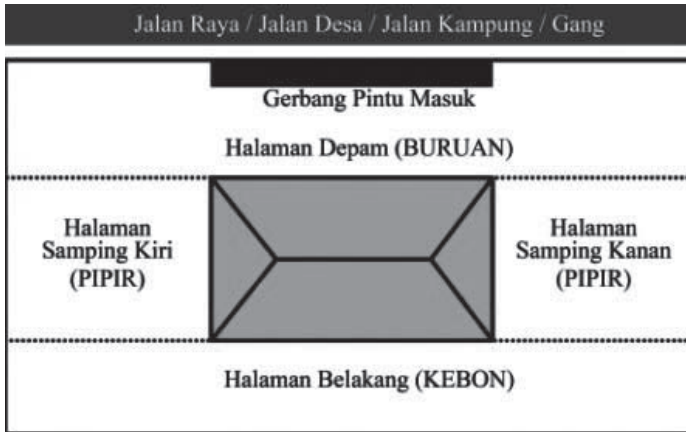 Jalan Raya / Jalan Desa / Jalan Kampung / Gang
Gerbang Pintu Masuk
Halaman Depam (BURUAN)
Halaman
Samping Kiri
(PIPIR)
Halaman
Samping Kanan
(PIPIR)
Halaman Belakang (KEBON)